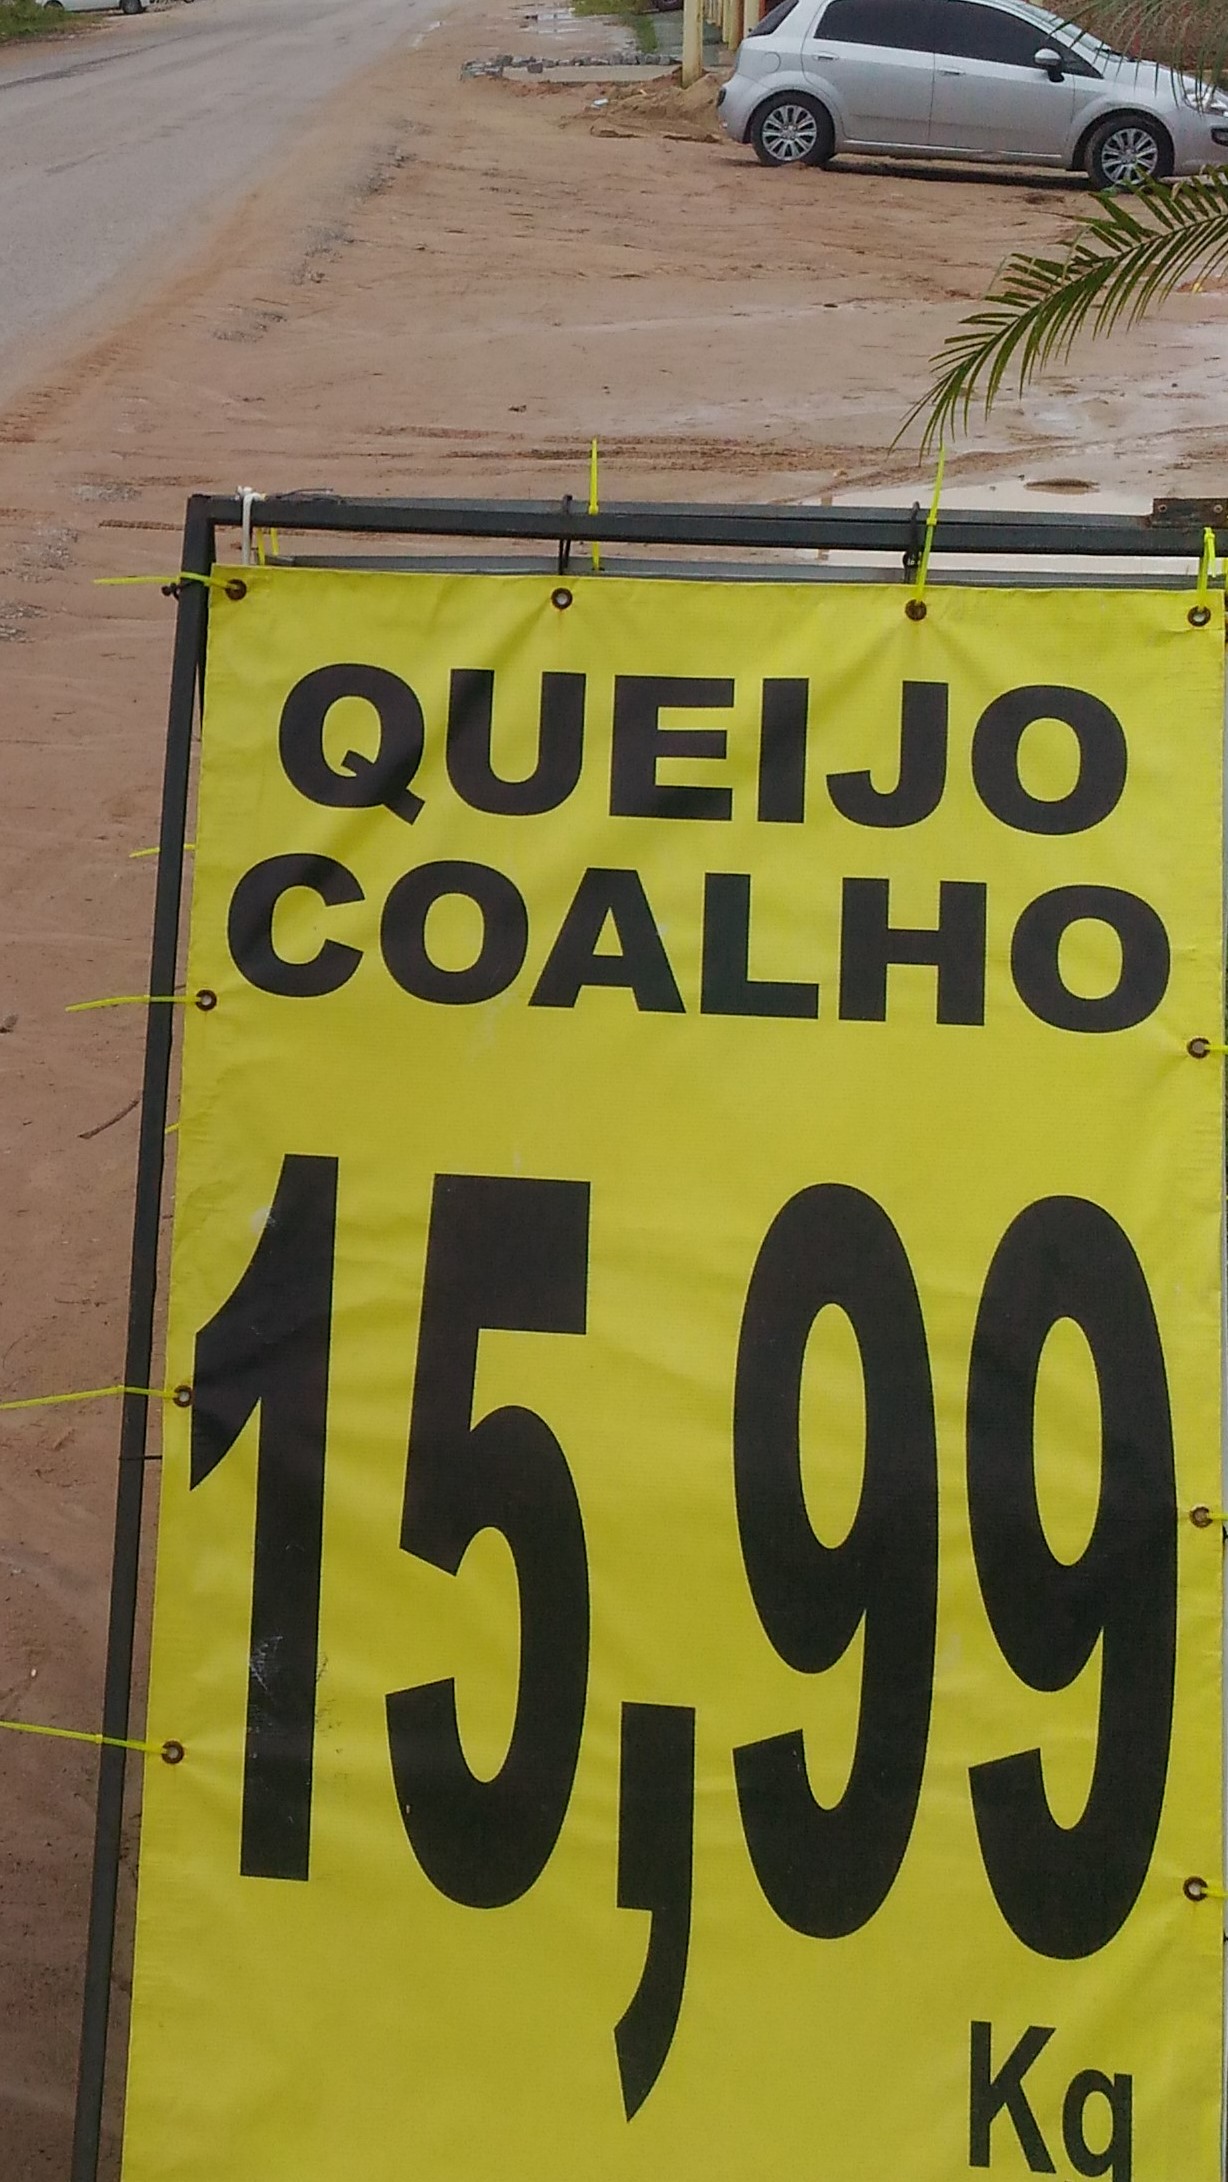 QUEIJO
COALHO
15,99
Kg